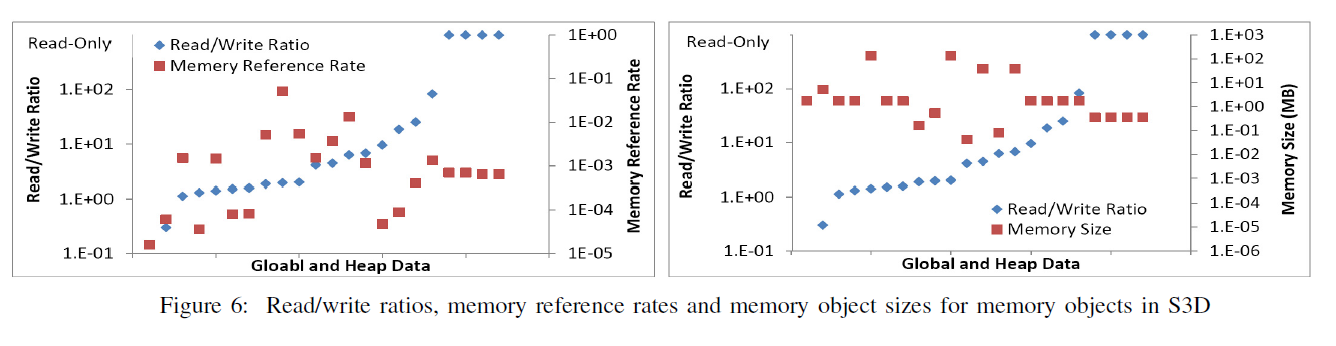 Read-Only
Read/Write Ratio
Memery Reference Rate
Read/Write Ratio
1.E+02
1.E+01
1.E+00
1.E-01
1E+00
1E-01
1E-02
1E-03
1E-04
1E-05
Memory Reference Rate
Gloabl and Heap Data
Read-Only
Read/Write Ratio
1.E+02
1.E+01
1.E+00
1.E-01
Read/Write Ratio
Memory Size
1.E+03
1.E+02
1.E+01
1.E+00
1.E-01
1.E-02
1.E-03
1.E-04
1.E-05
1.E-06
Memory Size (MB)
Global and Heap Data
Figure 6: Read/write ratios, memory reference rates and memory object sizes for memory objects in S3D